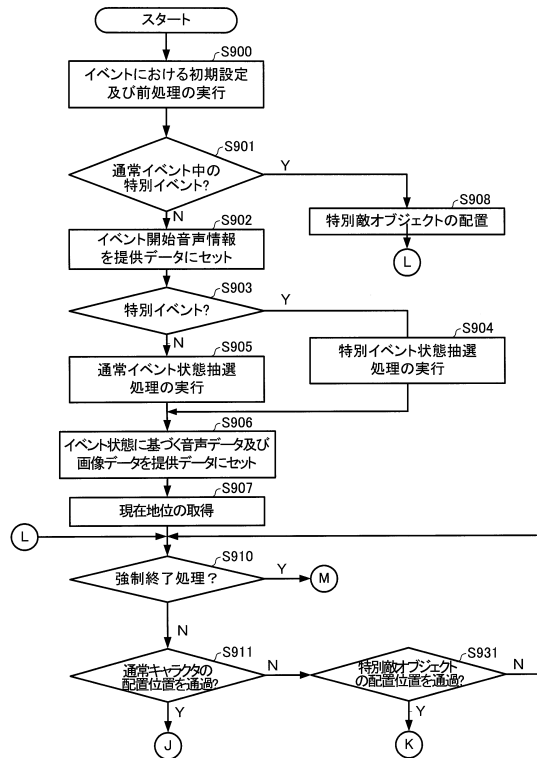 スタート
S900
イベントにおける初期設定
及び前処理の実行
S901
通常イベント中の
特別イベント?
Y
N
S908
特別敵オブジェクトの配置
L
S902
イベント開始音声情報
を提供データにセット
S903
特別イベント?
Y
N
S904
特別イベント状態抽選
処理の実行
S905
通常イベント状態抽選
処理の実行
S906
イベント状態に基づく音声データ及び
画像データを提供データにセット
S907
現在地位の取得
L
S910
強制終了処理?
Y
M
N
S911
通常キャラクタの
配置位置を通過?
N
Y
J
S931
特別敵オブジェクト
の配置位置を通過?
N
Y
K